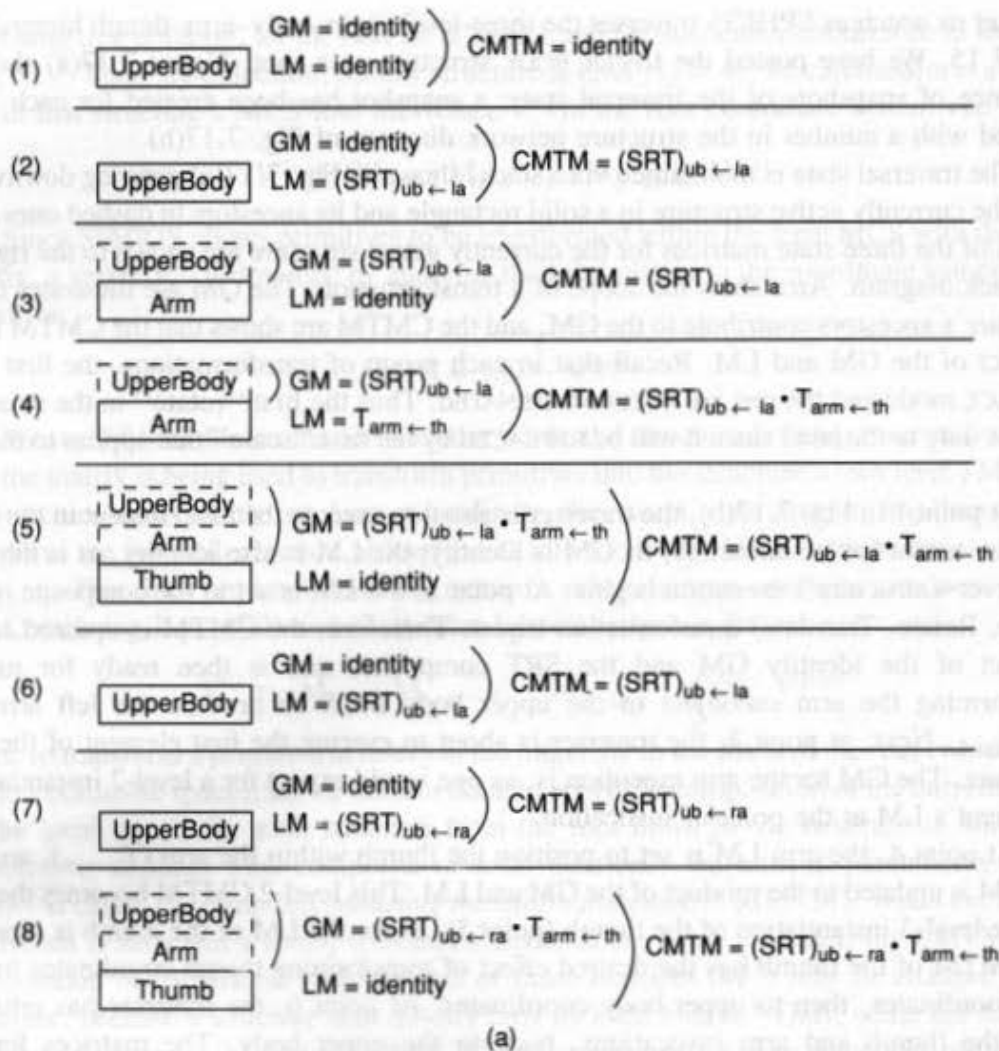 GM = identity
(1) UpperBody LM = identity CMTM = identity
GM = identity
(2) UpperBody LM = (SRT)ub ← la CMTM = (SRT)ub ← la
UpperBody GM = (SRT)ub ← la CMTM = (SRT)ub ← la
(3) Arm LM = identity
(4) UpperBody GM = (SRT)ub ← la CMTM = (SRT)ub ← la • Tarm ← th
Arm LM = Tarm ← th
(5) UpperBody
Arm GM = (SRT)ub ← la • Tarm ← th CMTM = (SRT)ub ← la • Tarm ← th
Thumb LM = identity
(6) GM = identity
UpperBody LM = (SRT)ub ← la CMTM = (SRT)ub ← la
(7) GM = identity
UpperBody LM = (SRT)ub ← ra CMTM = (SRT)ub ← ra
UpperBody
(8) Arm GM = (SRT)ub ← ra • Tarm ← th CMTM = (SRT)ub ← ra • Tarm ← th
Thumb LM = identity
(a)